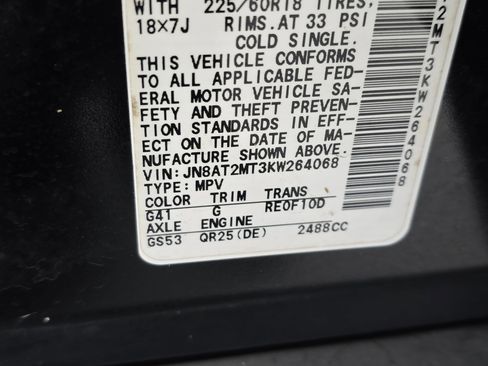 WITH 225/60R18 TIRES,
18×7J RIMS.AT 33 PSI
COLD SINGLE.
THIS VEHICLE CONFORMS
TO ALL APPLICABLE FED-
ERAL MOTOR VEHICLE SA-
FETY AND THEFT PREVEN-
TION STANDARDS IN EFF-
ECT ON THE DATE OF MA-
NUFACTURE SHOWN ABOVE.
VIN:JN8AT2MT3KW264068
TYPE:MPV
COLOR TRIM TRANS
G41 G RE0F10D
AXLE ENGINE
GS53 QR25(DE) 2488CC
2MT3KW264068